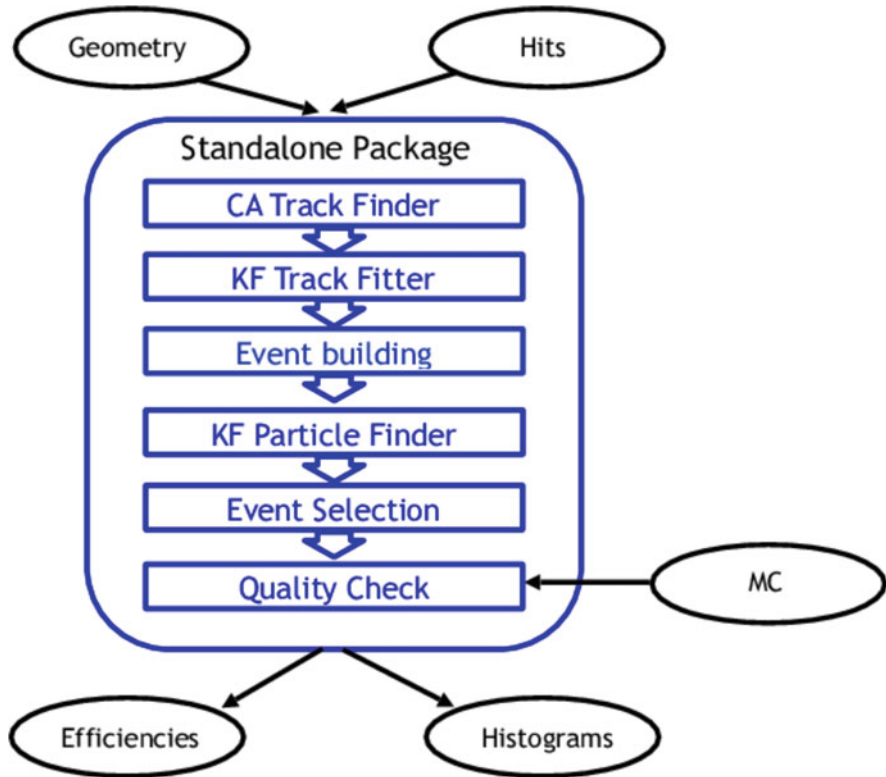 Geometry
Hits
Standalone Package
CA Track Finder
KF Track Fitter
Event building
KF Particle Finder
Event Selection
Quality Check
MC
Efficiencies
Histograms